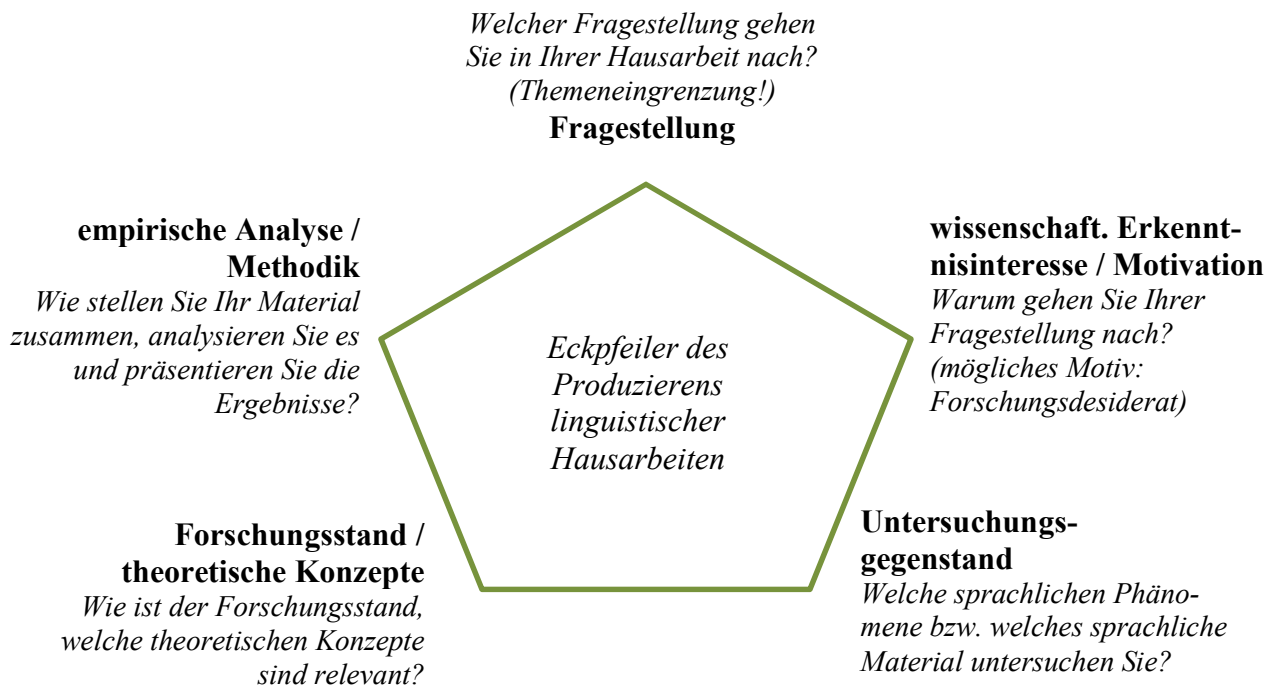 Welcher Fragestellung gehen
Sie in Ihrer Hausarbeit nach?
(Themeneingrenzung!)
Fragestellung
empirische Analyse /
Methodik
Wie stellen Sie Ihr Material
zusammen, analysieren Sie es
und präsentieren Sie die
Ergebnisse?
wissenschaft. Erkennt-
nisinteresse / Motivation
Warum gehen Sie Ihrer
Fragestellung nach?
(mögliches Motiv:
Forschungsdesiderat)
Eckpfeiler des
Produzierens
linguistischer
Hausarbeiten
Forschungsstand /
theoretische Konzepte
Wie ist der Forschungsstand,
welche theoretischen Konzepte
sind relevant?
Untersuchungs-
gegenstand
Welche sprachlichen Phäno-
mene bzw. welches sprachliche
Material untersuchen Sie?